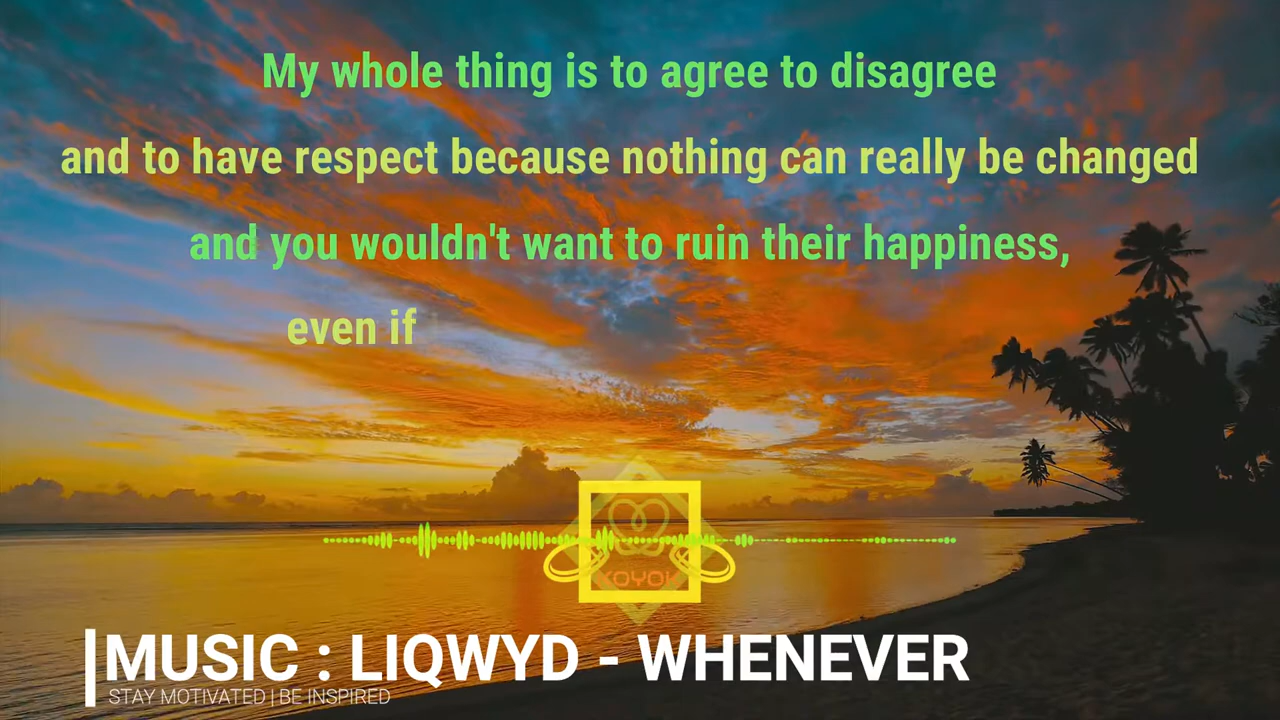 My whole thing is to agree to disagree
and to have respect because nothing can really be changed
and you wouldn't want to ruin their happiness,
even if
MUSIC : LIQWYD - WHENEVER
STAY MOTIVATED | BE INSPIRED